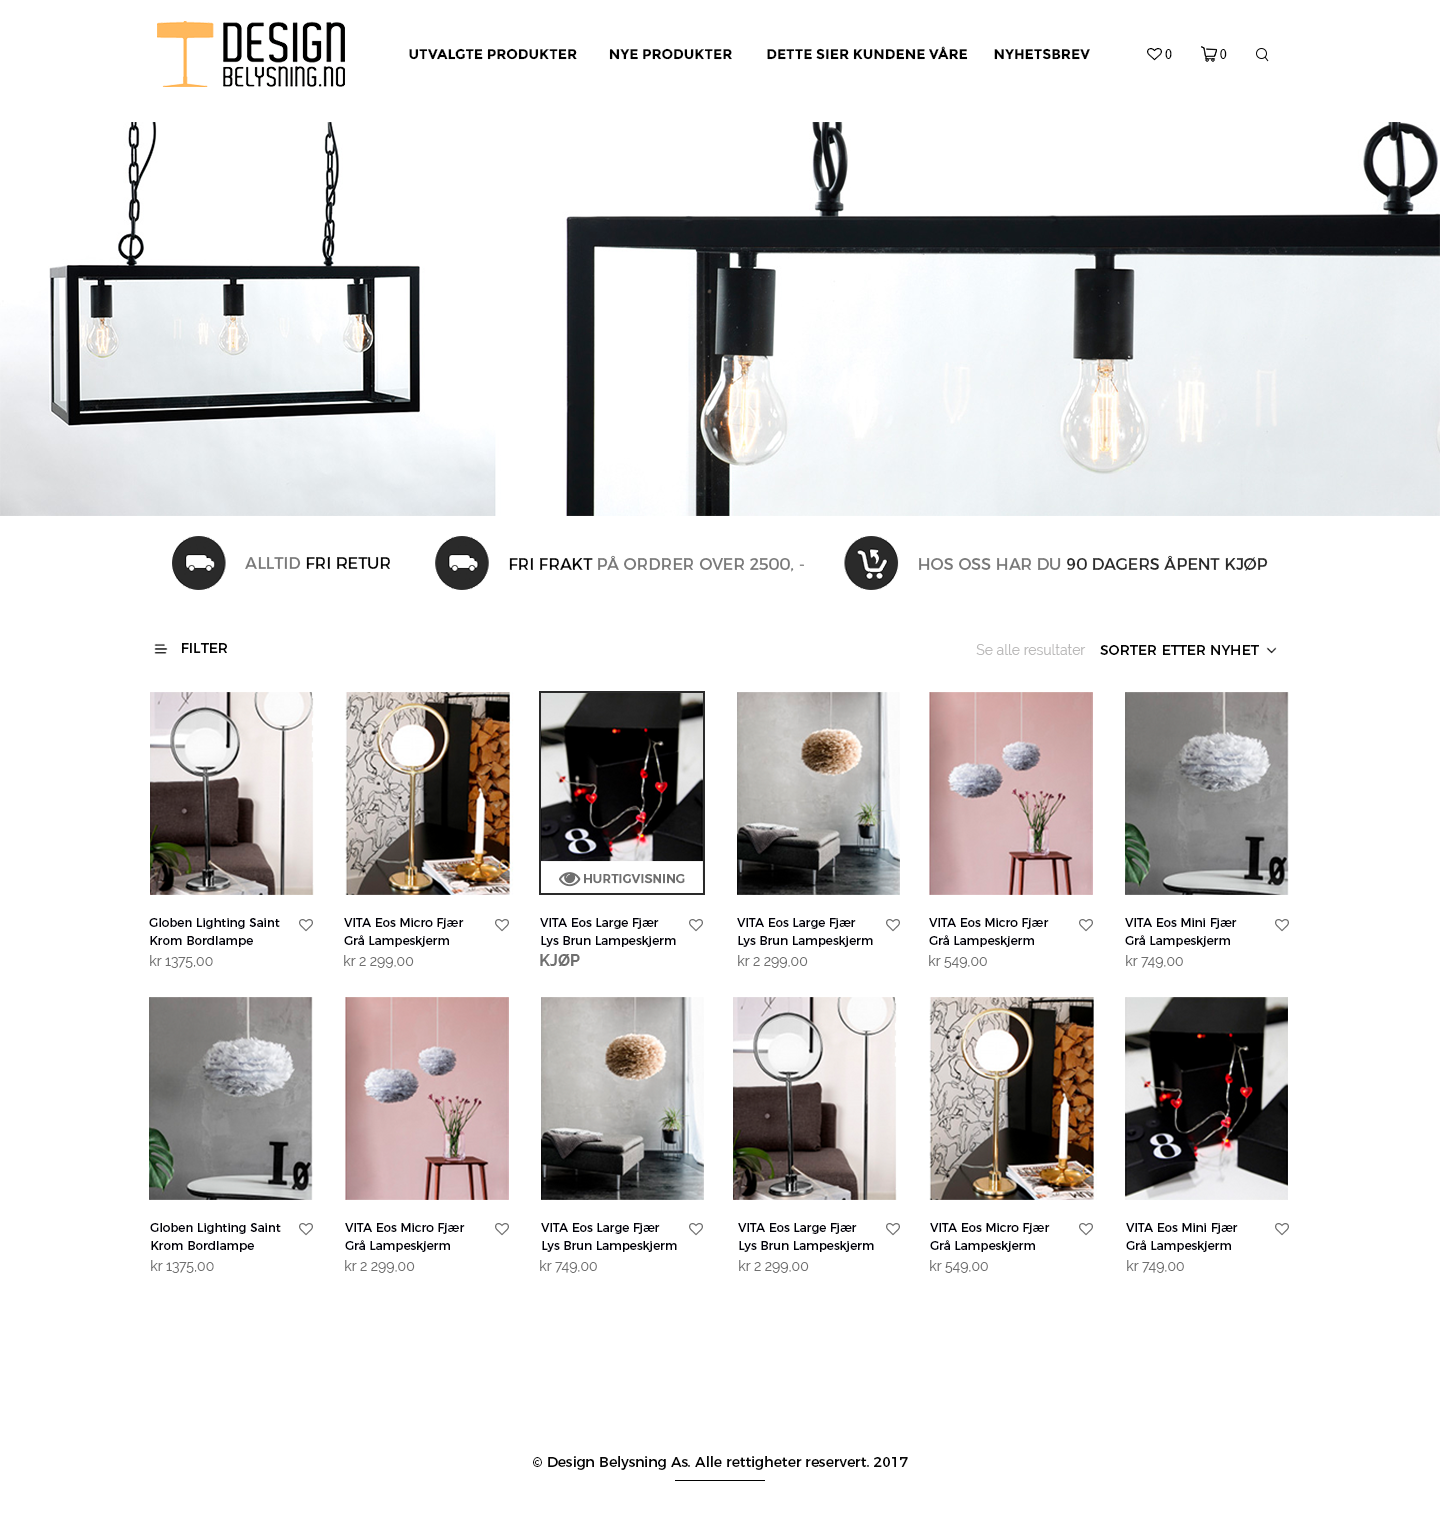 DESIGN
BELYSNING.NO
UTVALGTE PRODUKTER NYE PRODUKTER DETTE SIER KUNDENE VÅRE NYHETSBREV 0 0
ALLTID FRI RETUR
FRI FRAKT PÅ ORDRER OVER 2500, -
HOS OSS HAR DU 90 DAGERS ÅPENT KJØP
FILTER
Se alle resultater SORTER ETTER NYHET
8
HURTIGVISNING
IØ
Globen Lighting Saint
Krom Bordlampe
kr 1375,00
VITA Eos Micro Fjær
Grå Lampeskjerm
kr 2 299,00
VITA Eos Large Fjær
Lys Brun Lampeskjerm
KJØP
VITA Eos Large Fjær
Lys Brun Lampeskjerm
kr 2 299,00
VITA Eos Micro Fjær
Grå Lampeskjerm
kr 549,00
VITA Eos Mini Fjær
Grå Lampeskjerm
kr 749,00
IØ
8
Globen Lighting Saint
Krom Bordlampe
kr 1375,00
VITA Eos Micro Fjær
Grå Lampeskjerm
kr 2 299,00
VITA Eos Large Fjær
Lys Brun Lampeskjerm
kr 749,00
VITA Eos Large Fjær
Lys Brun Lampeskjerm
kr 2 299,00
VITA Eos Micro Fjær
Grå Lampeskjerm
kr 549,00
VITA Eos Mini Fjær
Grå Lampeskjerm
kr 749,00
© Design Belysning As. Alle rettigheter reservert. 2017